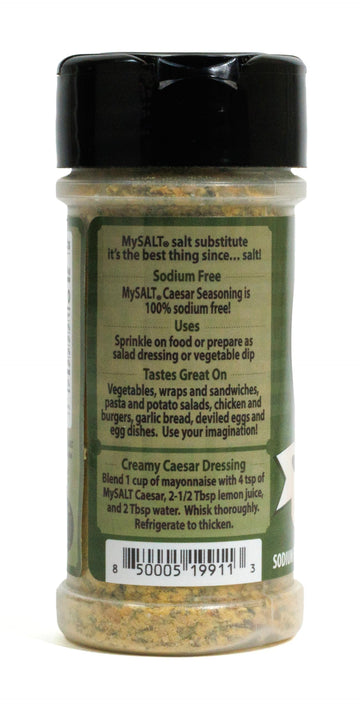 MySALT® salt substitute
it's the best thing since... salt!
Sodium Free
MySALT® Caesar Seasoning is
100% sodium free!
Uses
Sprinkle on food or prepare as
salad dressing or vegetable dip
Tastes Great On
Vegetables, wraps and sandwiches,
pasta and potato salads, chicken and
burgers, garlic bread, deviled eggs and
egg dishes. Use your imagination!
Creamy Caesar Dressing
Blend 1 cup of mayonnaise with 4 tsp of
MySALT Caesar, 2-1/2 Tbsp lemon juice,
and 2 Tbsp water. Whisk thoroughly.
Refrigerate to thicken.
8 50005 19911 3
SODIUM